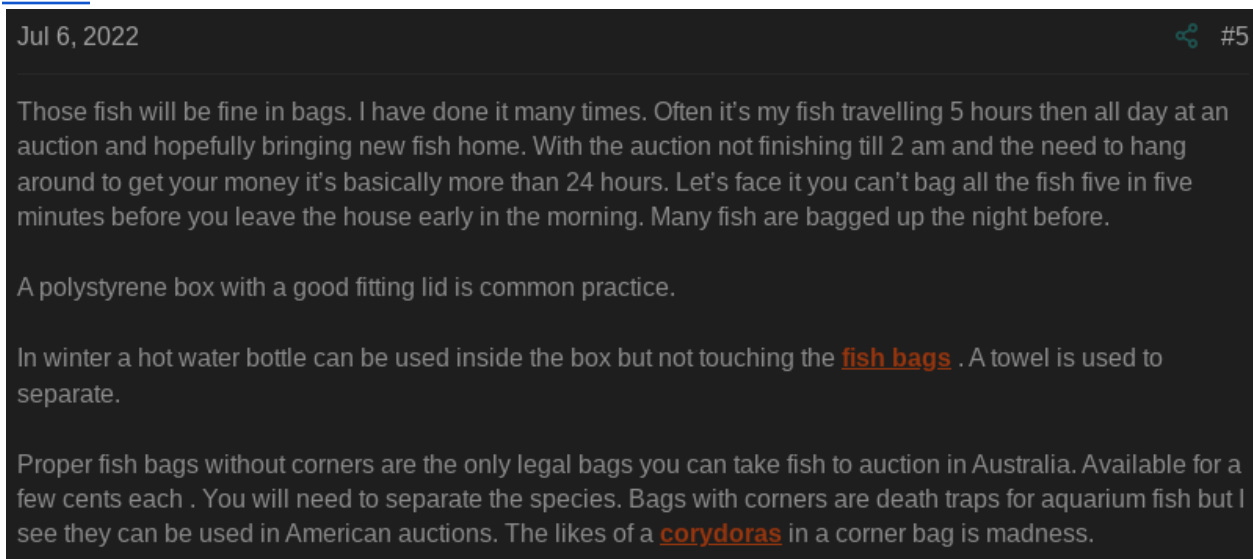 Jul 6, 2022
#5
Those fish will be fine in bags. I have done it many times. Often it’s my fish travelling 5 hours then all day at an
auction and hopefully bringing new fish home. With the auction not finishing till 2 am and the need to hang
around to get your money it’s basically more than 24 hours. Let’s face it you can’t bag all the fish five in five
minutes before you leave the house early in the morning. Many fish are bagged up the night before.
A polystyrene box with a good fitting lid is common practice.
In winter a hot water bottle can be used inside the box but not touching the fish bags . A towel is used to
separate.
Proper fish bags without corners are the only legal bags you can take fish to auction in Australia. Available for a
few cents each . You will need to separate the species. Bags with corners are death traps for aquarium fish but I
see they can be used in American auctions. The likes of a corydoras in a corner bag is madness.